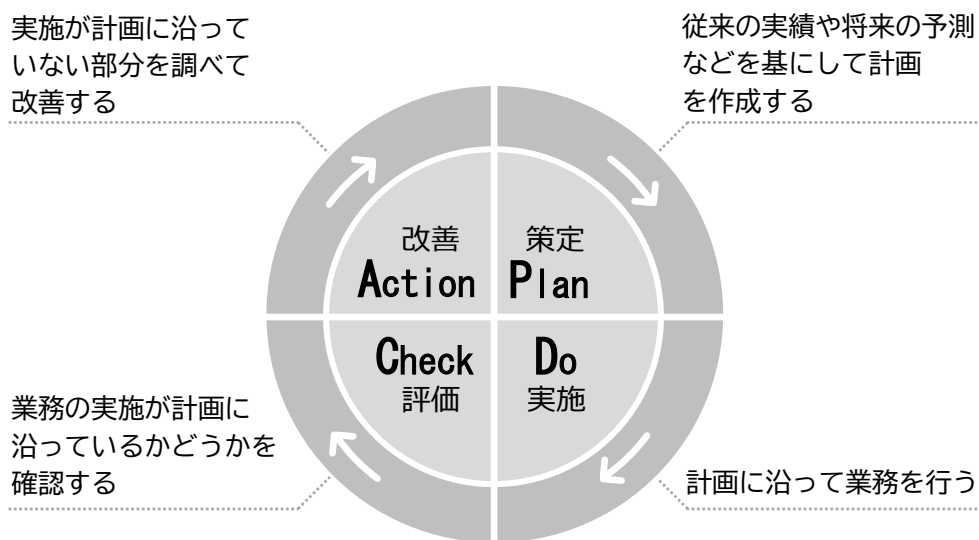 実施が計画に沿って
いない部分を調べて
改善する
従来の実績や将来の予測
などを基にして計画
を作成する
改善
Action
策定
Plan
Check
評価
Do
実施
業務の実施が計画に
沿っているかどうかを
確認する
計画に沿って業務を行う